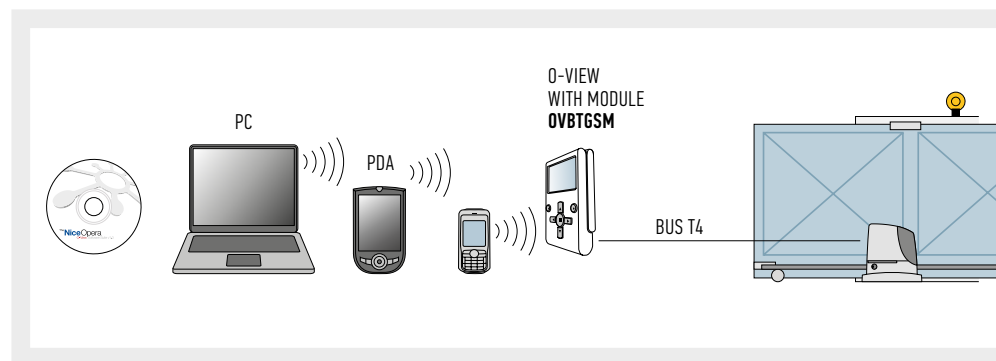 PC
PDA
O-VIEW
WITH MODULE
OVBTGSM
BUS T4
NiceOpera